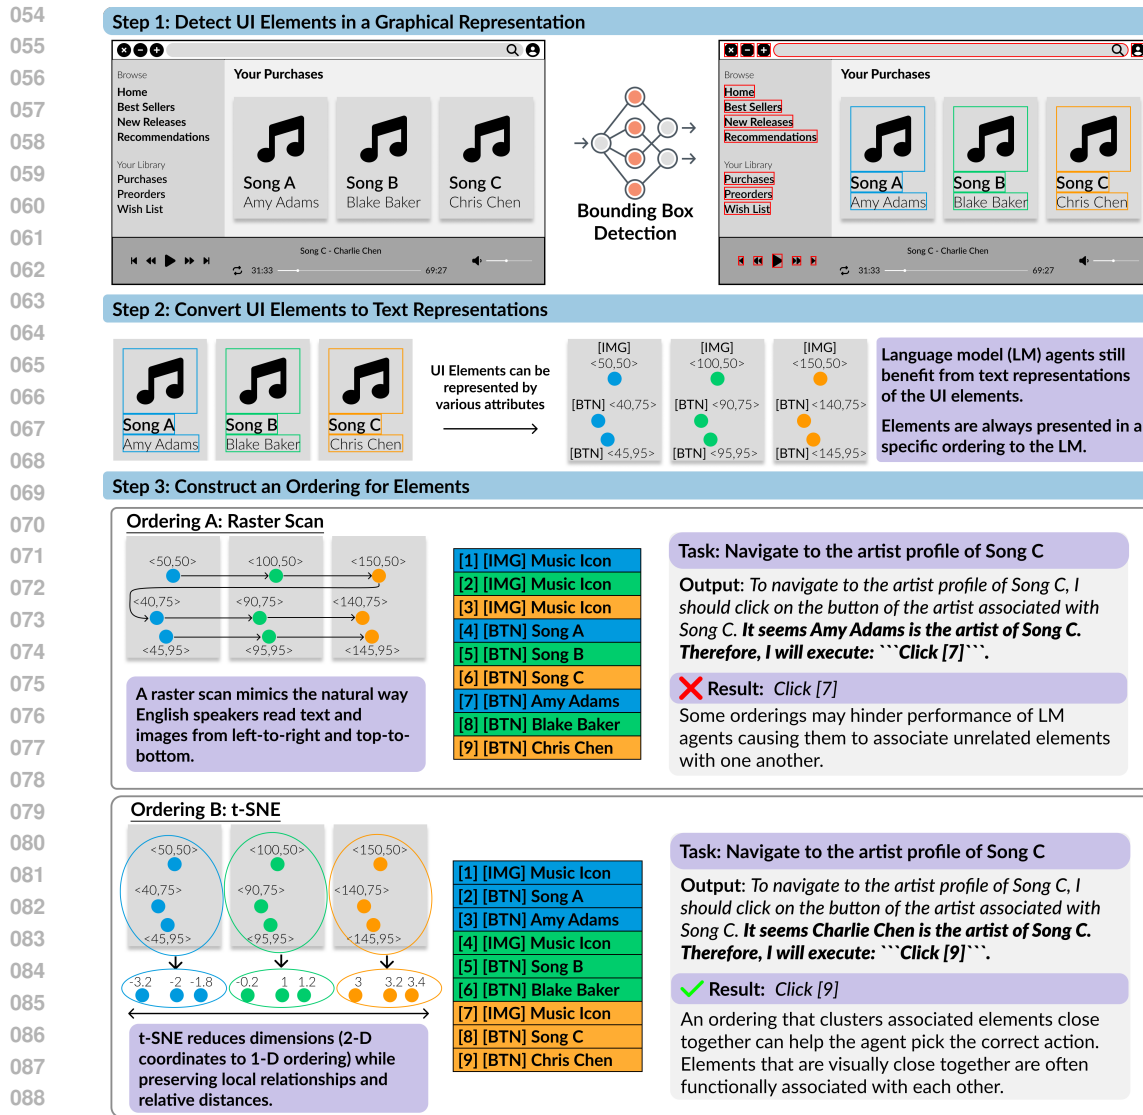 054
055
056
057
058
059
060
061
062
063
064
065
066
067
068
069
070
071
072
073
074
075
076
077
078
079
080
081
082
083
084
085
086
087
088
Step 1: Detect UI Elements in a Graphical Representation
Browse
Home
Best Sellers
New Releases
Recommendations
Your Library
Purchases
Preorders
Wish List
Your Purchases
Song A
Amy Adams
Song B
Blake Baker
Song C
Chris Chen
Song C - Charlie Chen
31:33
69:27
Bounding Box
Detection
Browse
Home
Best Sellers
New Releases
Recommendations
Your Library
Purchases
Preorders
Wish List
Your Purchases
Song A
Amy Adams
Song B
Blake Baker
Song C
Chris Chen
Song C - Charlie Chen
31:33
69:27
Step 2: Convert UI Elements to Text Representations
Song A
Amy Adams
Song B
Blake Baker
Song C
Chris Chen
UI Elements can be
represented by
various attributes
[IMG]
<50,50>
[BTN] <40,75>
[BTN] <45,95>
[IMG]
<100,50>
[BTN] <90,75>
[BTN] <95,95>
[IMG]
<150,50>
[BTN] <140,75>
[BTN] <145,95>
Language model (LM) agents still
benefit from text representations
of the UI elements.
Elements are always presented in a
specific ordering to the LM.
Step 3: Construct an Ordering for Elements
Ordering A: Raster Scan
<50,50> <100,50> <150,50>
<40,75> <90,75> <140,75>
<45,95> <95,95> <145,95>
A raster scan mimics the natural way
English speakers read text and
images from left-to-right and top-to-
bottom.
[1] [IMG] Music Icon
[2] [IMG] Music Icon
[3] [IMG] Music Icon
[4] [BTN] Song A
[5] [BTN] Song B
[6] [BTN] Song C
[7] [BTN] Amy Adams
[8] [BTN] Blake Baker
[9] [BTN] Chris Chen
Task: Navigate to the artist profile of Song C
Output: To navigate to the artist profile of Song C, I
should click on the button of the artist associated with
Song C. It seems Amy Adams is the artist of Song C.
Therefore, I will execute: ```Click [7]```.
Result: Click [7]
Some orderings may hinder performance of LM
agents causing them to associate unrelated elements
with one another.
Ordering B: t-SNE
<50,50> <100,50> <150,50>
<40,75> <90,75> <140,75>
<45,95> <95,95> <145,95>
-3.2 -2 -1.8 -0.2 1 1.2 3 3.2 3.4
t-SNE reduces dimensions (2-D
coordinates to 1-D ordering) while
preserving local relationships and
relative distances.
[1] [IMG] Music Icon
[2] [BTN] Song A
[3] [BTN] Amy Adams
[4] [IMG] Music Icon
[5] [BTN] Song B
[6] [BTN] Blake Baker
[7] [IMG] Music Icon
[8] [BTN] Song C
[9] [BTN] Chris Chen
Task: Navigate to the artist profile of Song C
Output: To navigate to the artist profile of Song C, I
should click on the button of the artist associated with
Song C. It seems Charlie Chen is the artist of Song C.
Therefore, I will execute: ```Click [9]```.
Result: Click [9]
An ordering that clusters associated elements close
together can help the agent pick the correct action.
Elements that are visually close together are often
functionally associated with each other.